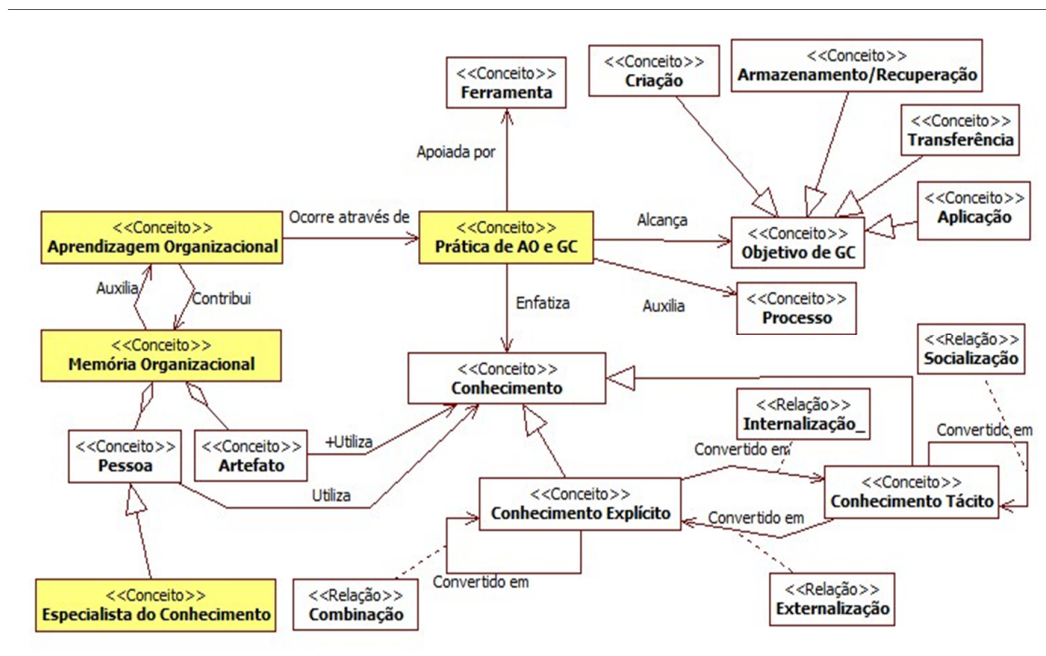 <<Conceito>>
Ferramenta
<<Conceito>>
Criação
<<Conceito>>
Armazenamento/Recuperação
<<Conceito>>
Transferência
Apoiada por
<<Conceito>>
Aplicação
<<Conceito>>
Aprendizagem Organizacional
Ocorre através de
<<Conceito>>
Prática de AO e GC
Alcança
<<Conceito>>
Objetivo de GC
Auxilia
Contribui
Enfatiza
Auxilia
<<Conceito>>
Processo
<<Conceito>>
Memória Organizacional
<<Conceito>>
Conhecimento
<<Relação>>
Socialização
<<Relação>>
Internalização_
<<Conceito>>
Pessoa
<<Conceito>>
Artefato
+Utiliza
Convertido em
Convertido em
Utiliza
<<Conceito>>
Conhecimento Explícito
<<Conceito>>
Conhecimento Tácito
Convertido em
Convertido em
<<Conceito>>
Especialista do Conhecimento
<<Relação>>
Combinação
<<Relação>>
Externalização